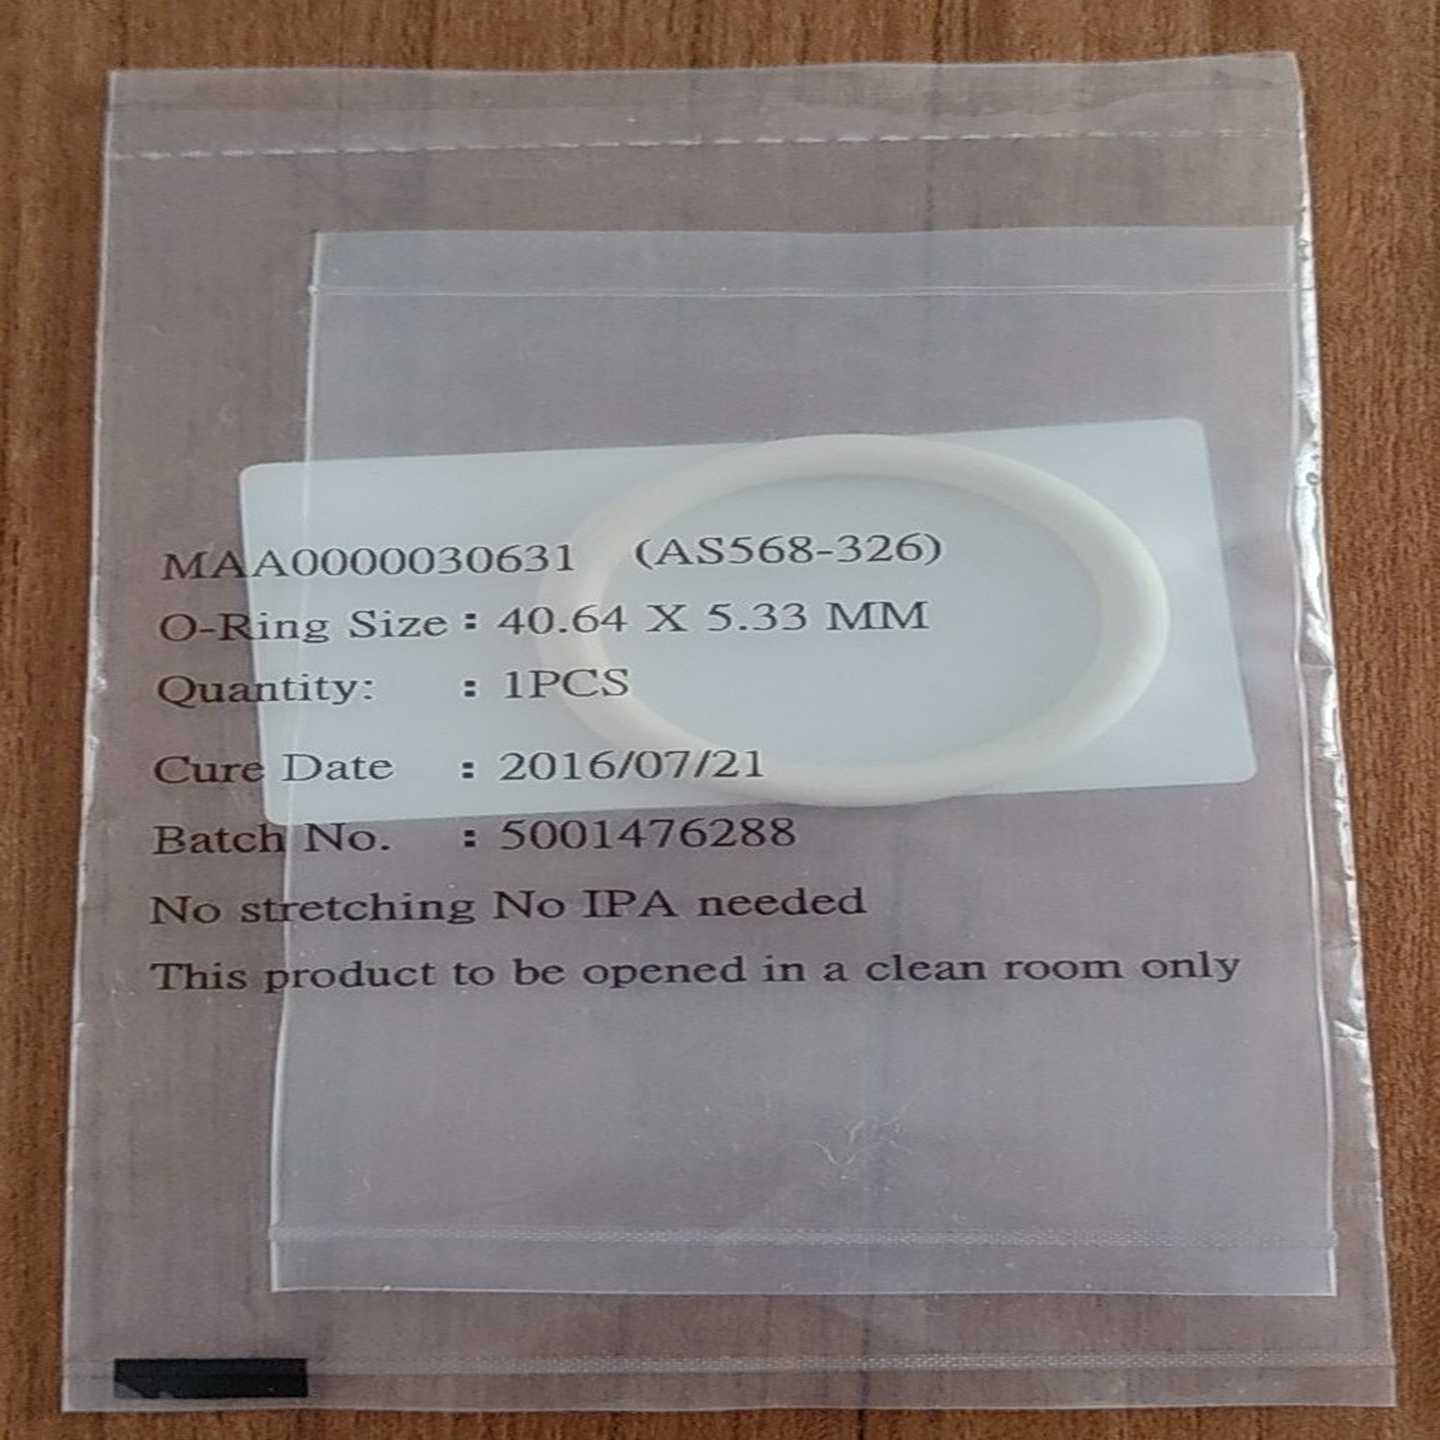 MAA0000030631 (AS568-326)
O-Ring Size : 40.64 X 5.33 MM
Quantity: : 1PCS
Cure Date : 2016/07/21
Batch No. : 5001476288
No stretching No IPA needed
This product to be opened in a clean room only